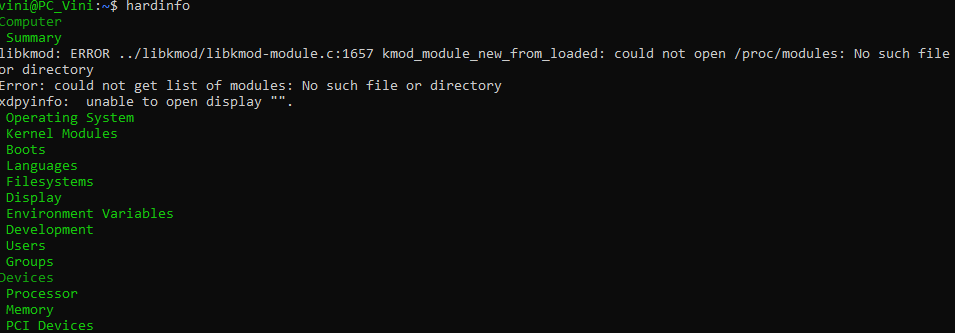 vini@PC_Vini:~$ hardinfo
Computer
Summary
libkmod: ERROR ../libkmod/libkmod-module.c:1657 kmod_module_new_from_loaded: could not open /proc/modules: No such file
or directory
Error: could not get list of modules: No such file or directory
xdpyinfo:  unable to open display "".
Operating System
Kernel Modules
Boots
Languages
Filesystems
Display
Environment Variables
Development
Users
Groups
Devices
Processor
Memory
PCI Devices